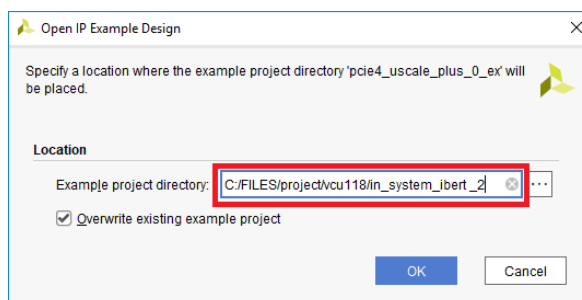 Open IP Example Design
Specify a location where the example project directory 'pcie4_uscale_plus_0_ex' will
be placed.
Location
Example project directory: C:/FILES/project/vcu118/in_system_ibert _2 ...
Overwrite existing example project
OK Cancel